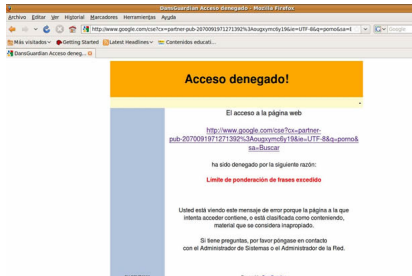 DansGuardian Acceso denegado - Mozilla Firefox
Archivo Editar Ver Historial Marcadores Herramientas Ayuda
http://www.google.com/cse?cx=partner-pub-2070091971271392%3Aougxymc6y19&ie=UTF-8&q=pomo&sa=
Google
Más visitados Getting Started Latest Headlines Contenidos educati...
DansGuardian Acceso deneg...
Acceso denegado!
El acceso a la página web
http://www.google.com/cse?cx=partner-
pub-2070091971271392%3Aougxymc6y19&ie=UTF-8&q=pomo&
sa=Buscar
ha sido denegado por la siguiente razón:
Límite de ponderación de frases excedido
Usted está viendo este mensaje de error porque la página a la que
intenta acceder contiene, o está clasificada como conteniendo,
material que se considera inapropiado.
Si tiene preguntas, por favor póngase en contacto
con el Administrador de Sistemas o el Administrador de la Red.